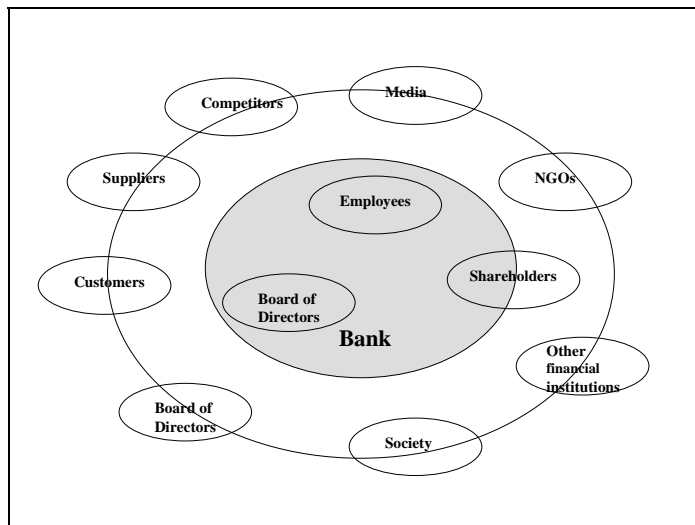 Media
Competitors
Suppliers
NGOs
Employees
Customers
Shareholders
Board of
Directors
Bank
Other
financial
institutions
Board of
Directors
Society